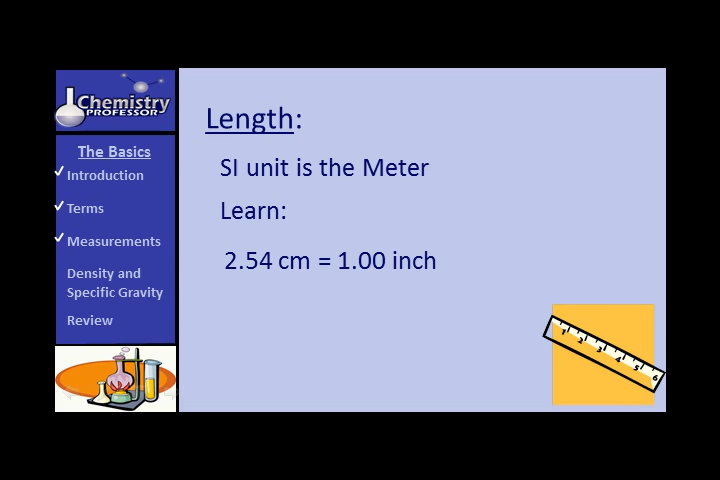 Chemistry
PROFESSOR
The Basics
Introduction
Terms
Measurements
Density and
Specific Gravity
Review
Length:
SI unit is the Meter
Learn:
2.54 cm = 1.00 inch
1 2 3 4 5 6